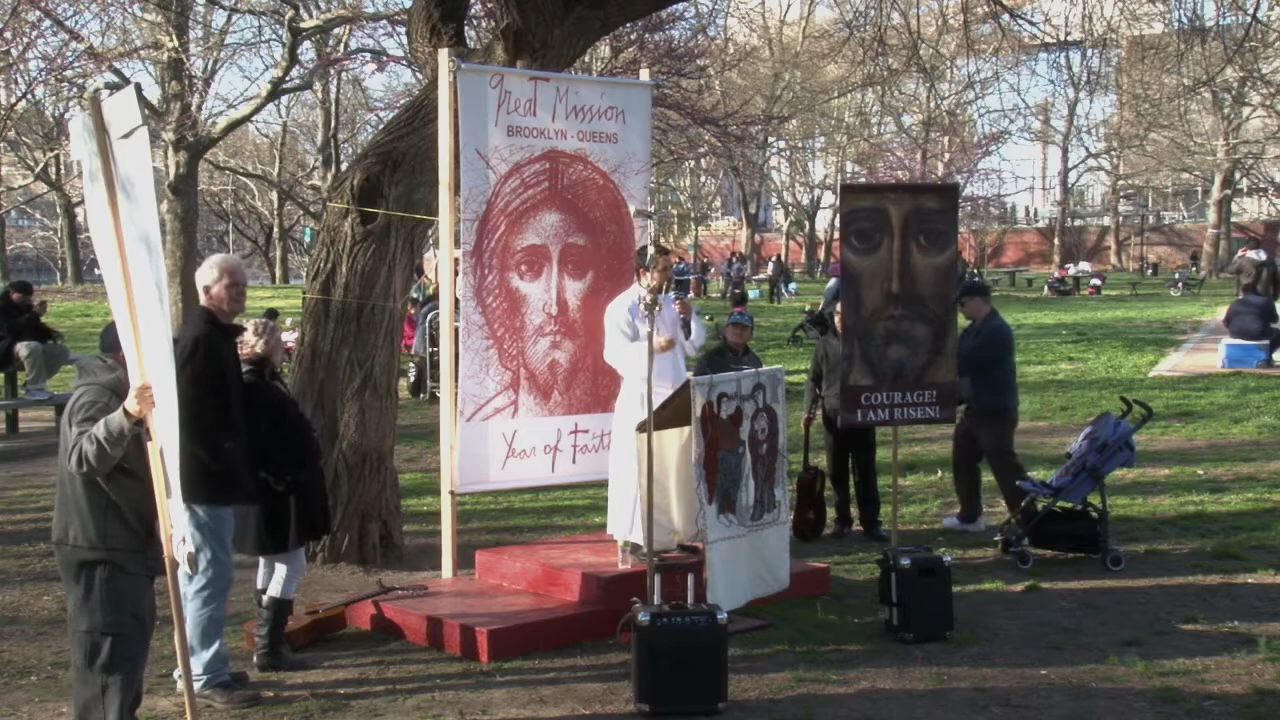 great Mission
BROOKLYN - QUEENS
Year of Faith
COURAGE!
I AM RISEN!